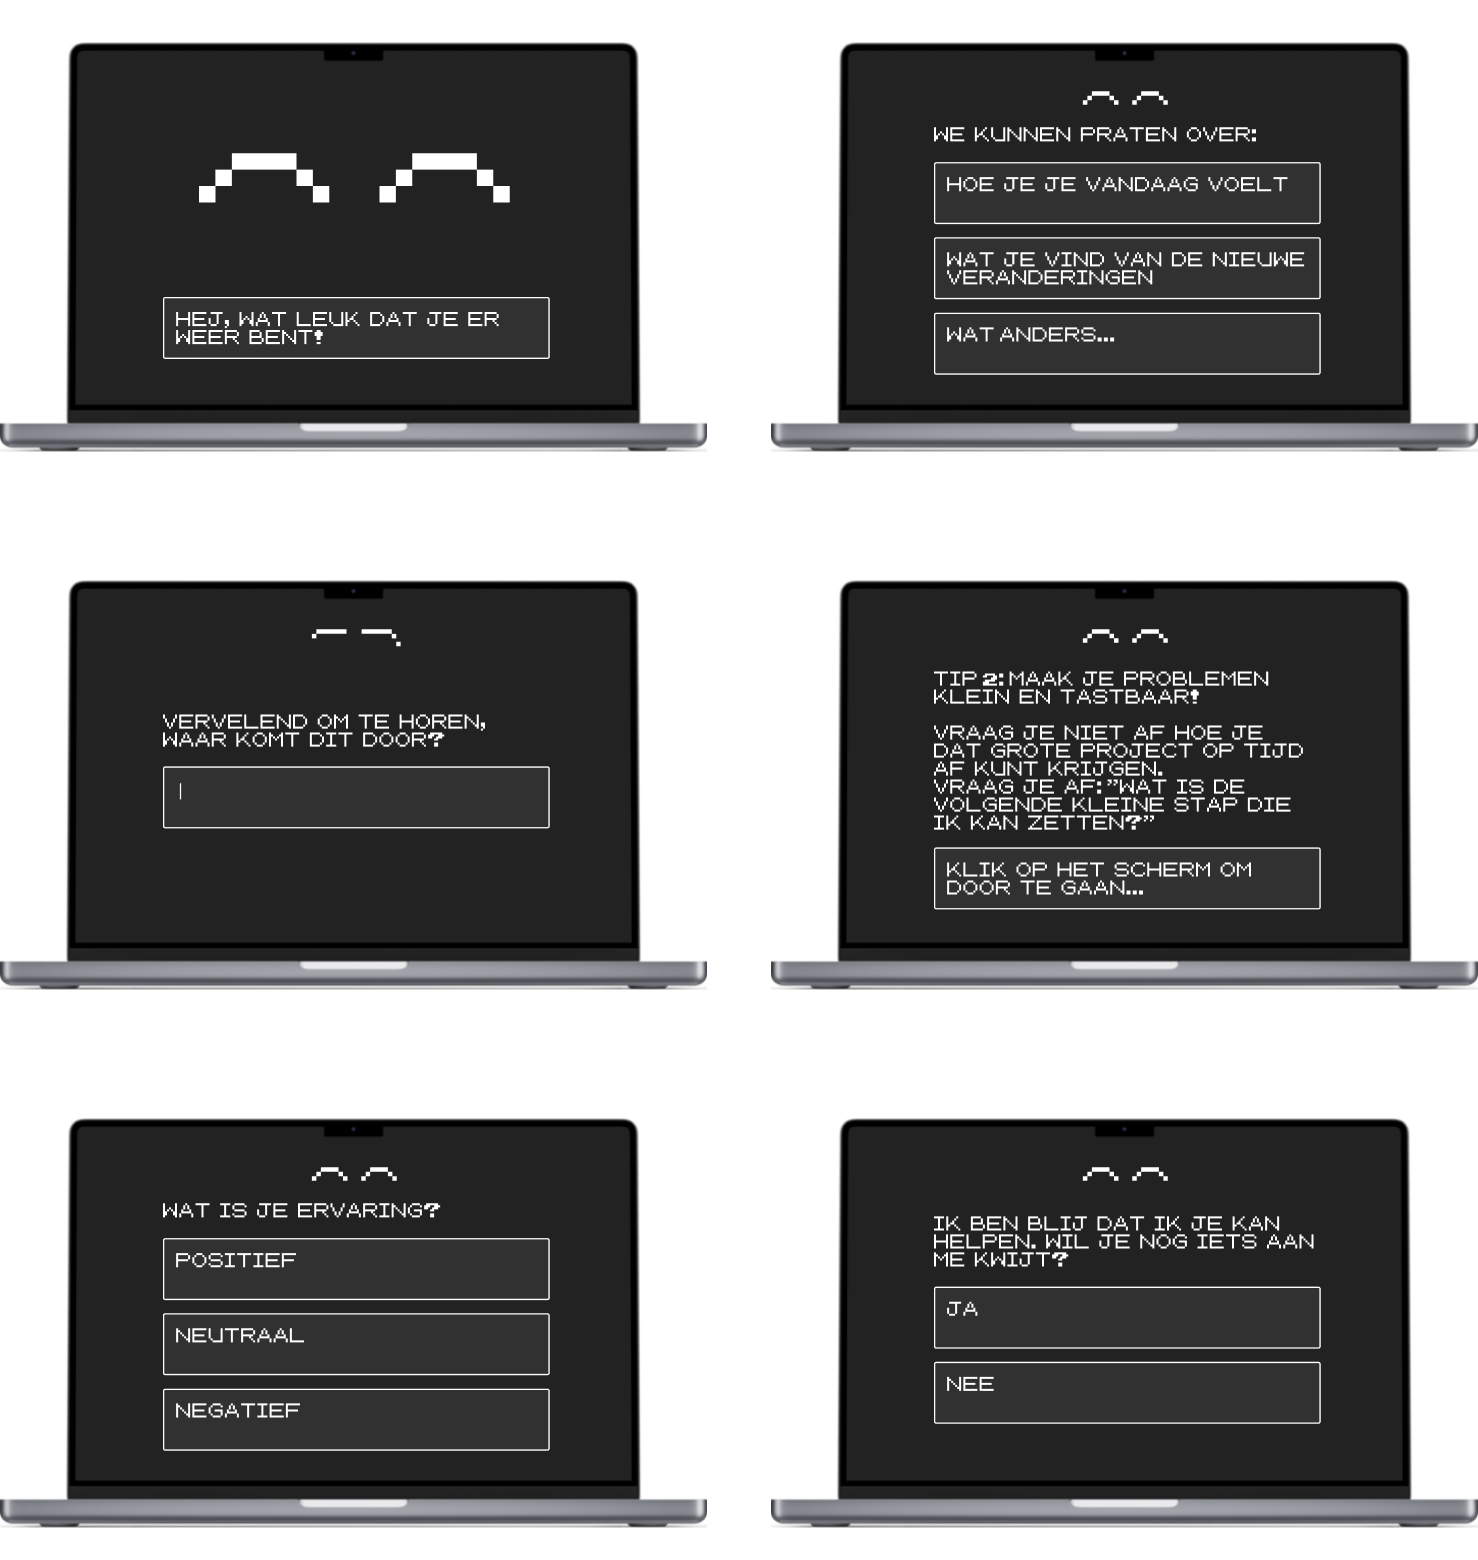 HEJ, WAT LEUK DAT JE ER
WEER BENT!
WE KUNNEN PRATEN OVER:
HOE JE JE VANDAAG VOELT
WAT JE VIND VAN DE NIEUWE
VERANDERINGEN
WAT ANDERS...
VERVELEND OM TE HOREN,
WAAR KOMT DIT DOOR?
TIP 2: MAAK JE PROBLEMEN
KLEIN EN TASTBAAR!
VRAAG JE NIET AF HOE JE
DAT GROTE PROJECT OP TIJD
AF KUNT KRIJGEN.
VRAAG JE AF:”WAT IS DE
VOLGENDE KLEINE STAP DIE
IK KAN ZETTEN?”
KLIK OP HET SCHERM OM
DOOR TE GAAN...
WAT IS JE ERVARING?
POSITIEF
NEUTRAAL
NEGATIEF
IK BEN BLIJ DAT IK JE KAN
HELPEN. WIL JE NOG IETS AAN
ME KWIJT?
JA
NEE